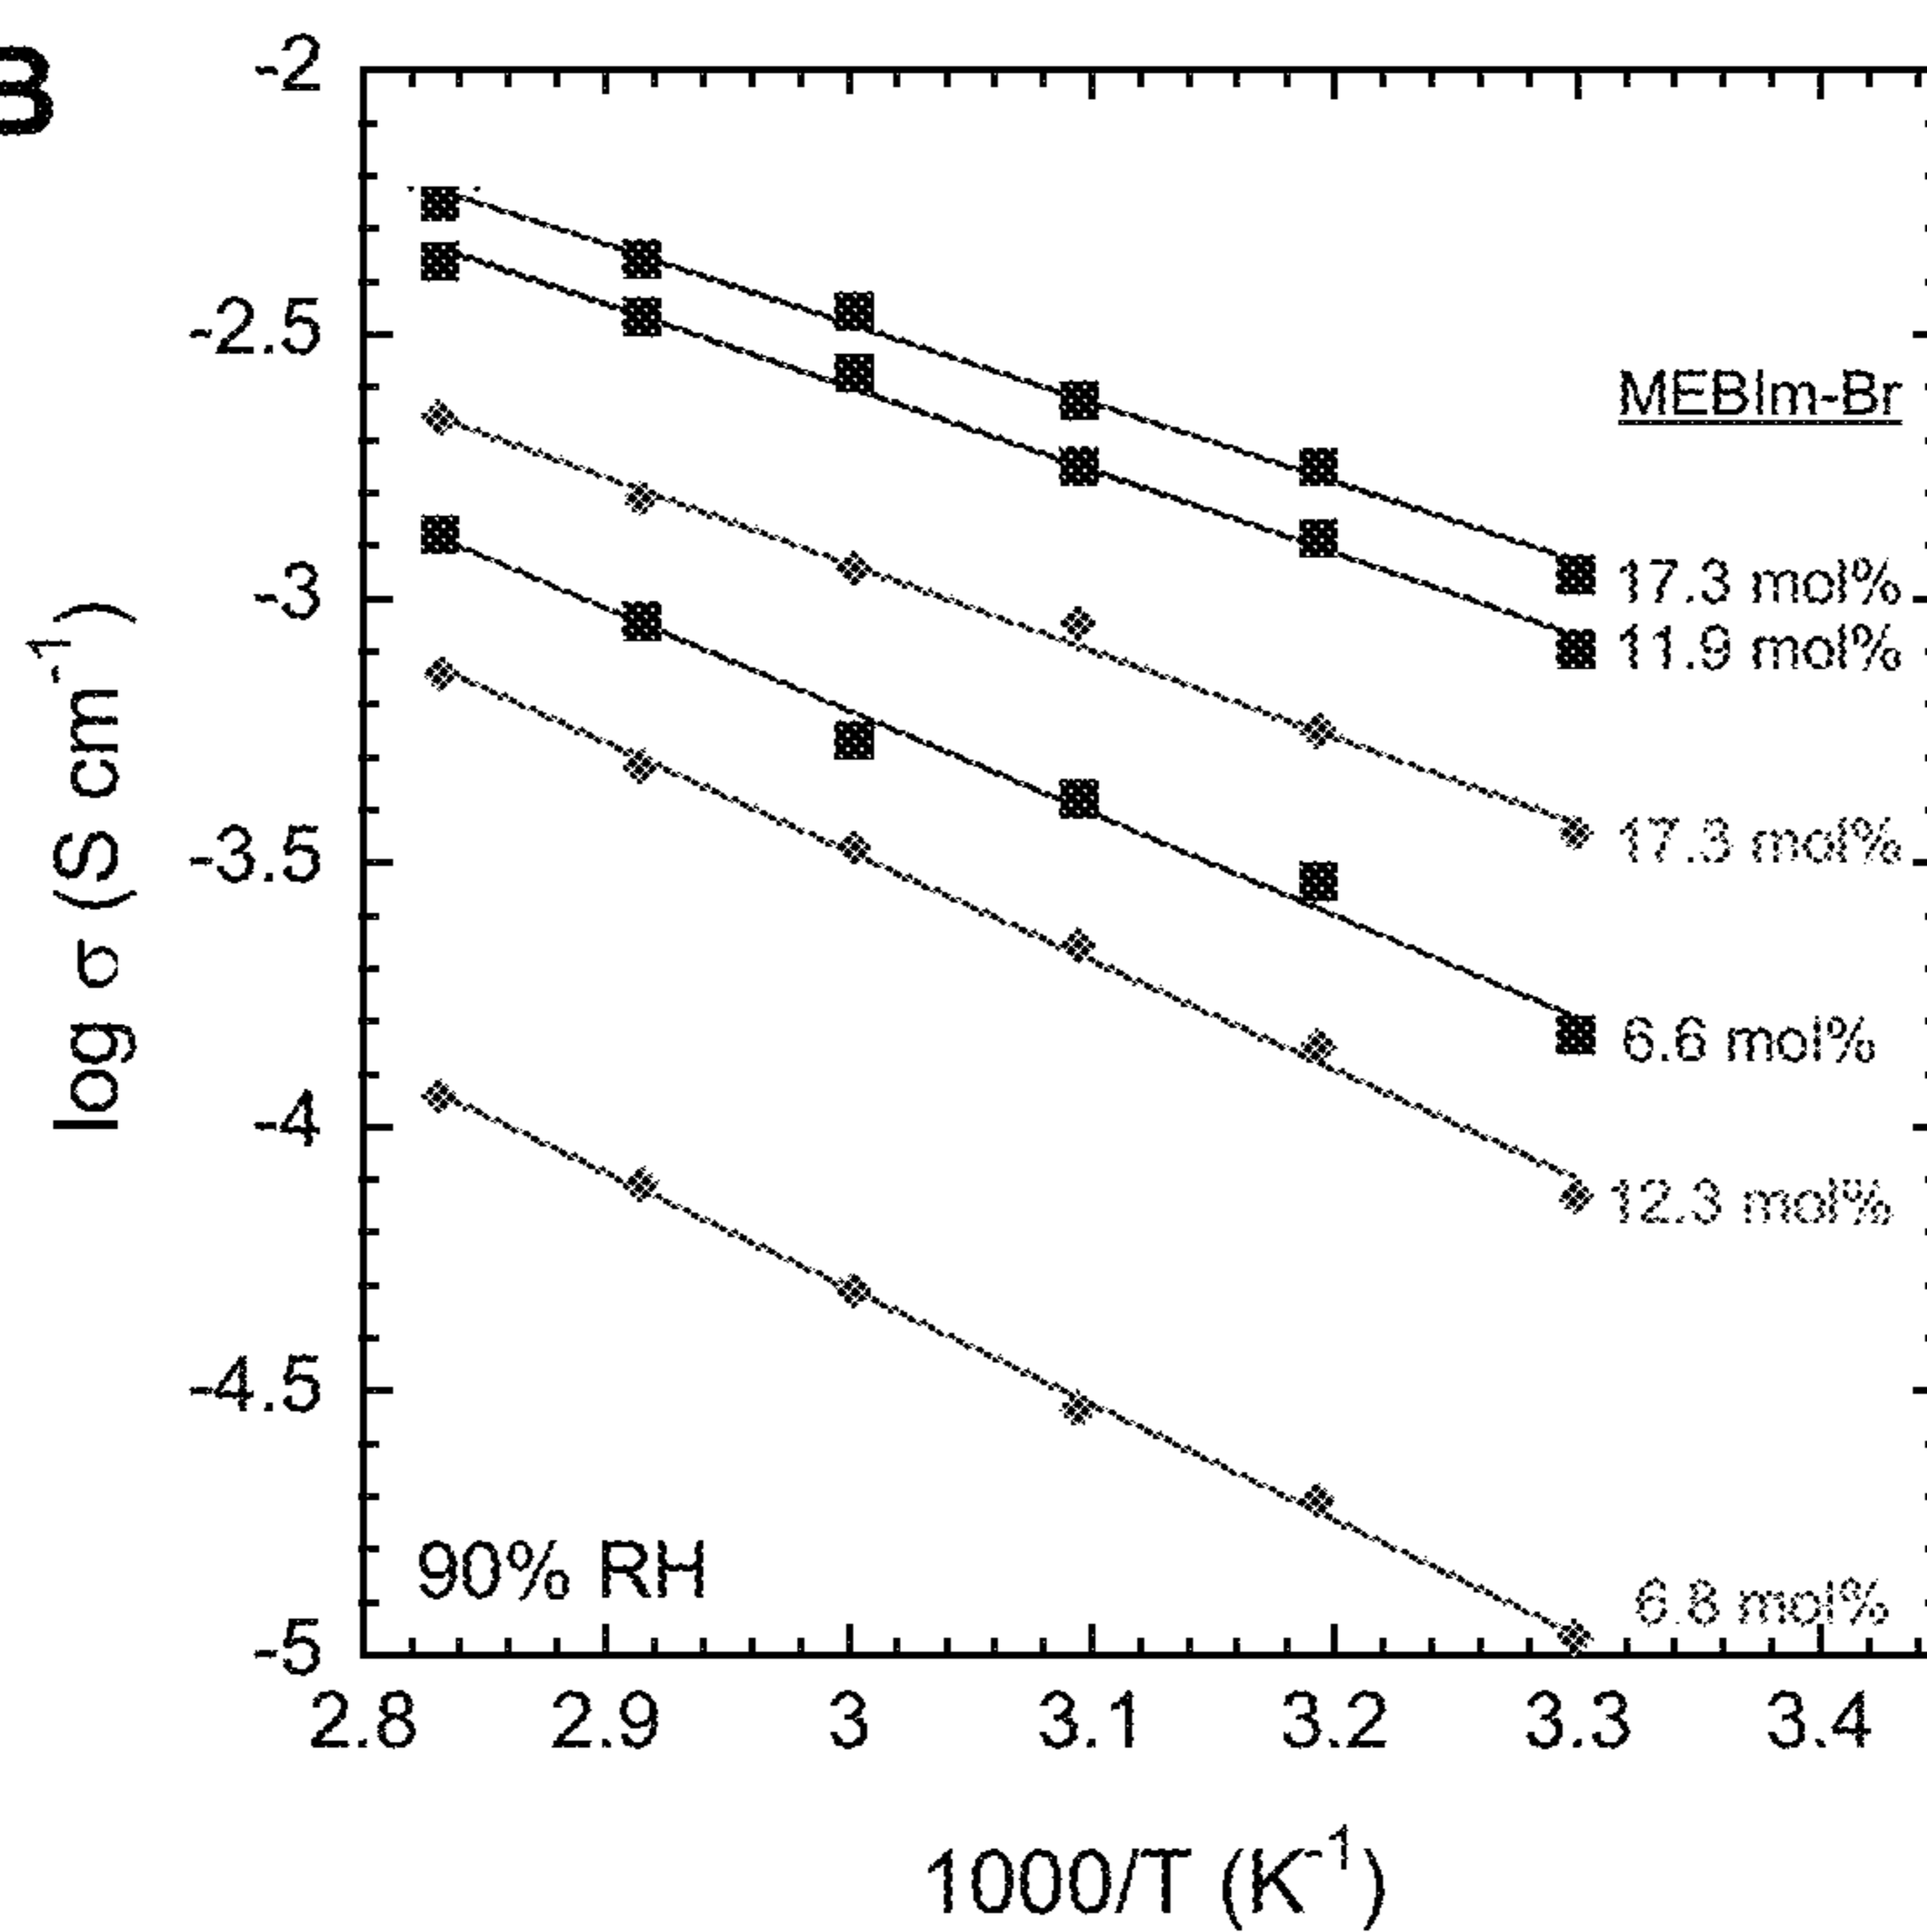 B
-2
-2.5
-3
-3.5
-4
-4.5
-5
log σ (S cm⁻¹)
MEBIm-Br
17.3 mol%
11.9 mol%
17.3 mol%
6.6 mol%
12.3 mol%
6.8 mol%
90% RH
2.8 2.9 3 3.1 3.2 3.3 3.4
1000/T (K⁻¹)